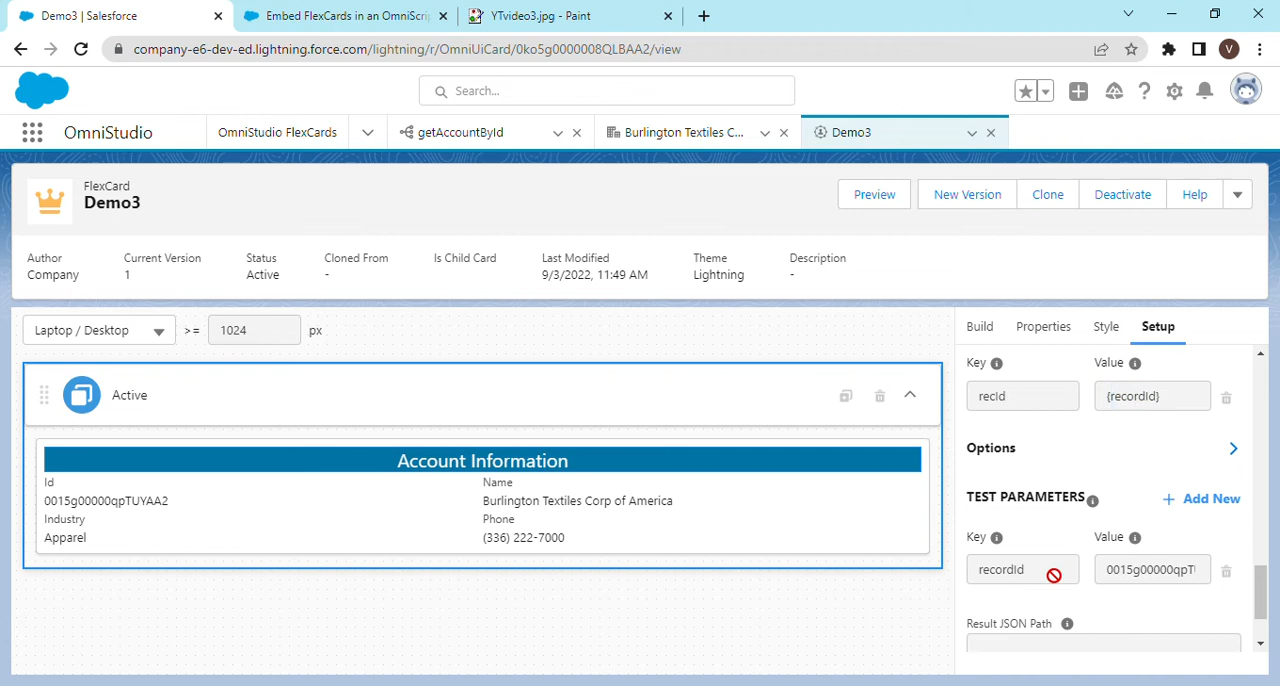 Demo3 | Salesforce
Embed FlexCards in an OmniScrip
YTvideo3.jpg - Paint
company-e6-dev-ed.lightning.force.com/lightning/r/OmniUiCard/0ko5g0000008QLBAA2/view
V
Search...
OmniStudio
OmniStudio FlexCards
getAccountById
Burlington Textiles C...
Demo3
FlexCard
Demo3
Preview
New Version
Clone
Deactivate
Help
Author
Current Version
Status
Cloned From
Is Child Card
Last Modified
Theme
Description
Company
1
Active
-
9/3/2022, 11:49 AM
Lightning
-
Laptop / Desktop
>=
1024
px
Build
Properties
Style
Setup
Active
Account Information
Id
Name
0015g00000qpTUYAA2
Burlington Textiles Corp of America
Industry
Phone
Apparel
(336) 222-7000
Key
Value
recId
{recordId}
Options
TEST PARAMETERS
Add New
Key
Value
recordId
0015g00000qpTU
Result JSON Path